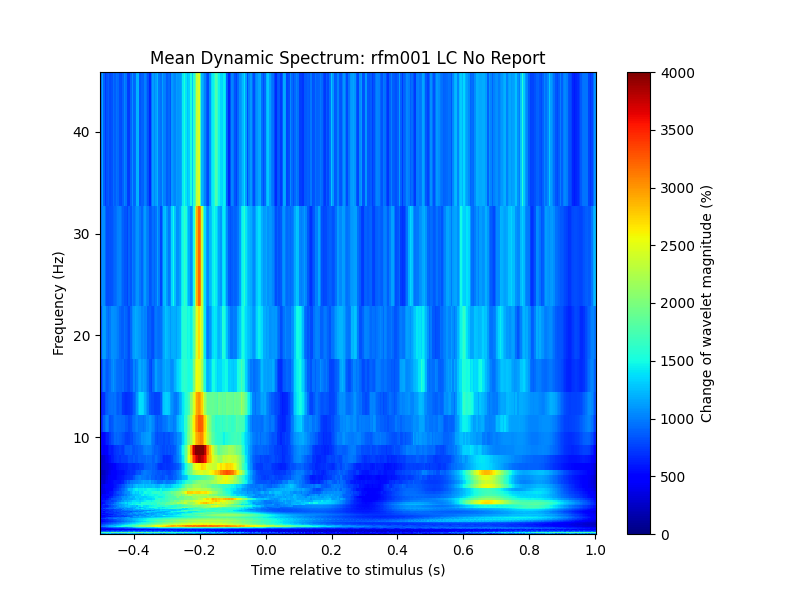 Mean Dynamic Spectrum: rfm001 LC No Report
Frequency (Hz)
40
30
20
10
−0.4 −0.2 0.0 0.2 0.4 0.6 0.8 1.0
Time relative to stimulus (s)
4000
3500
3000
2500
2000
1500
1000
500
0
Change of wavelet magnitude (%)